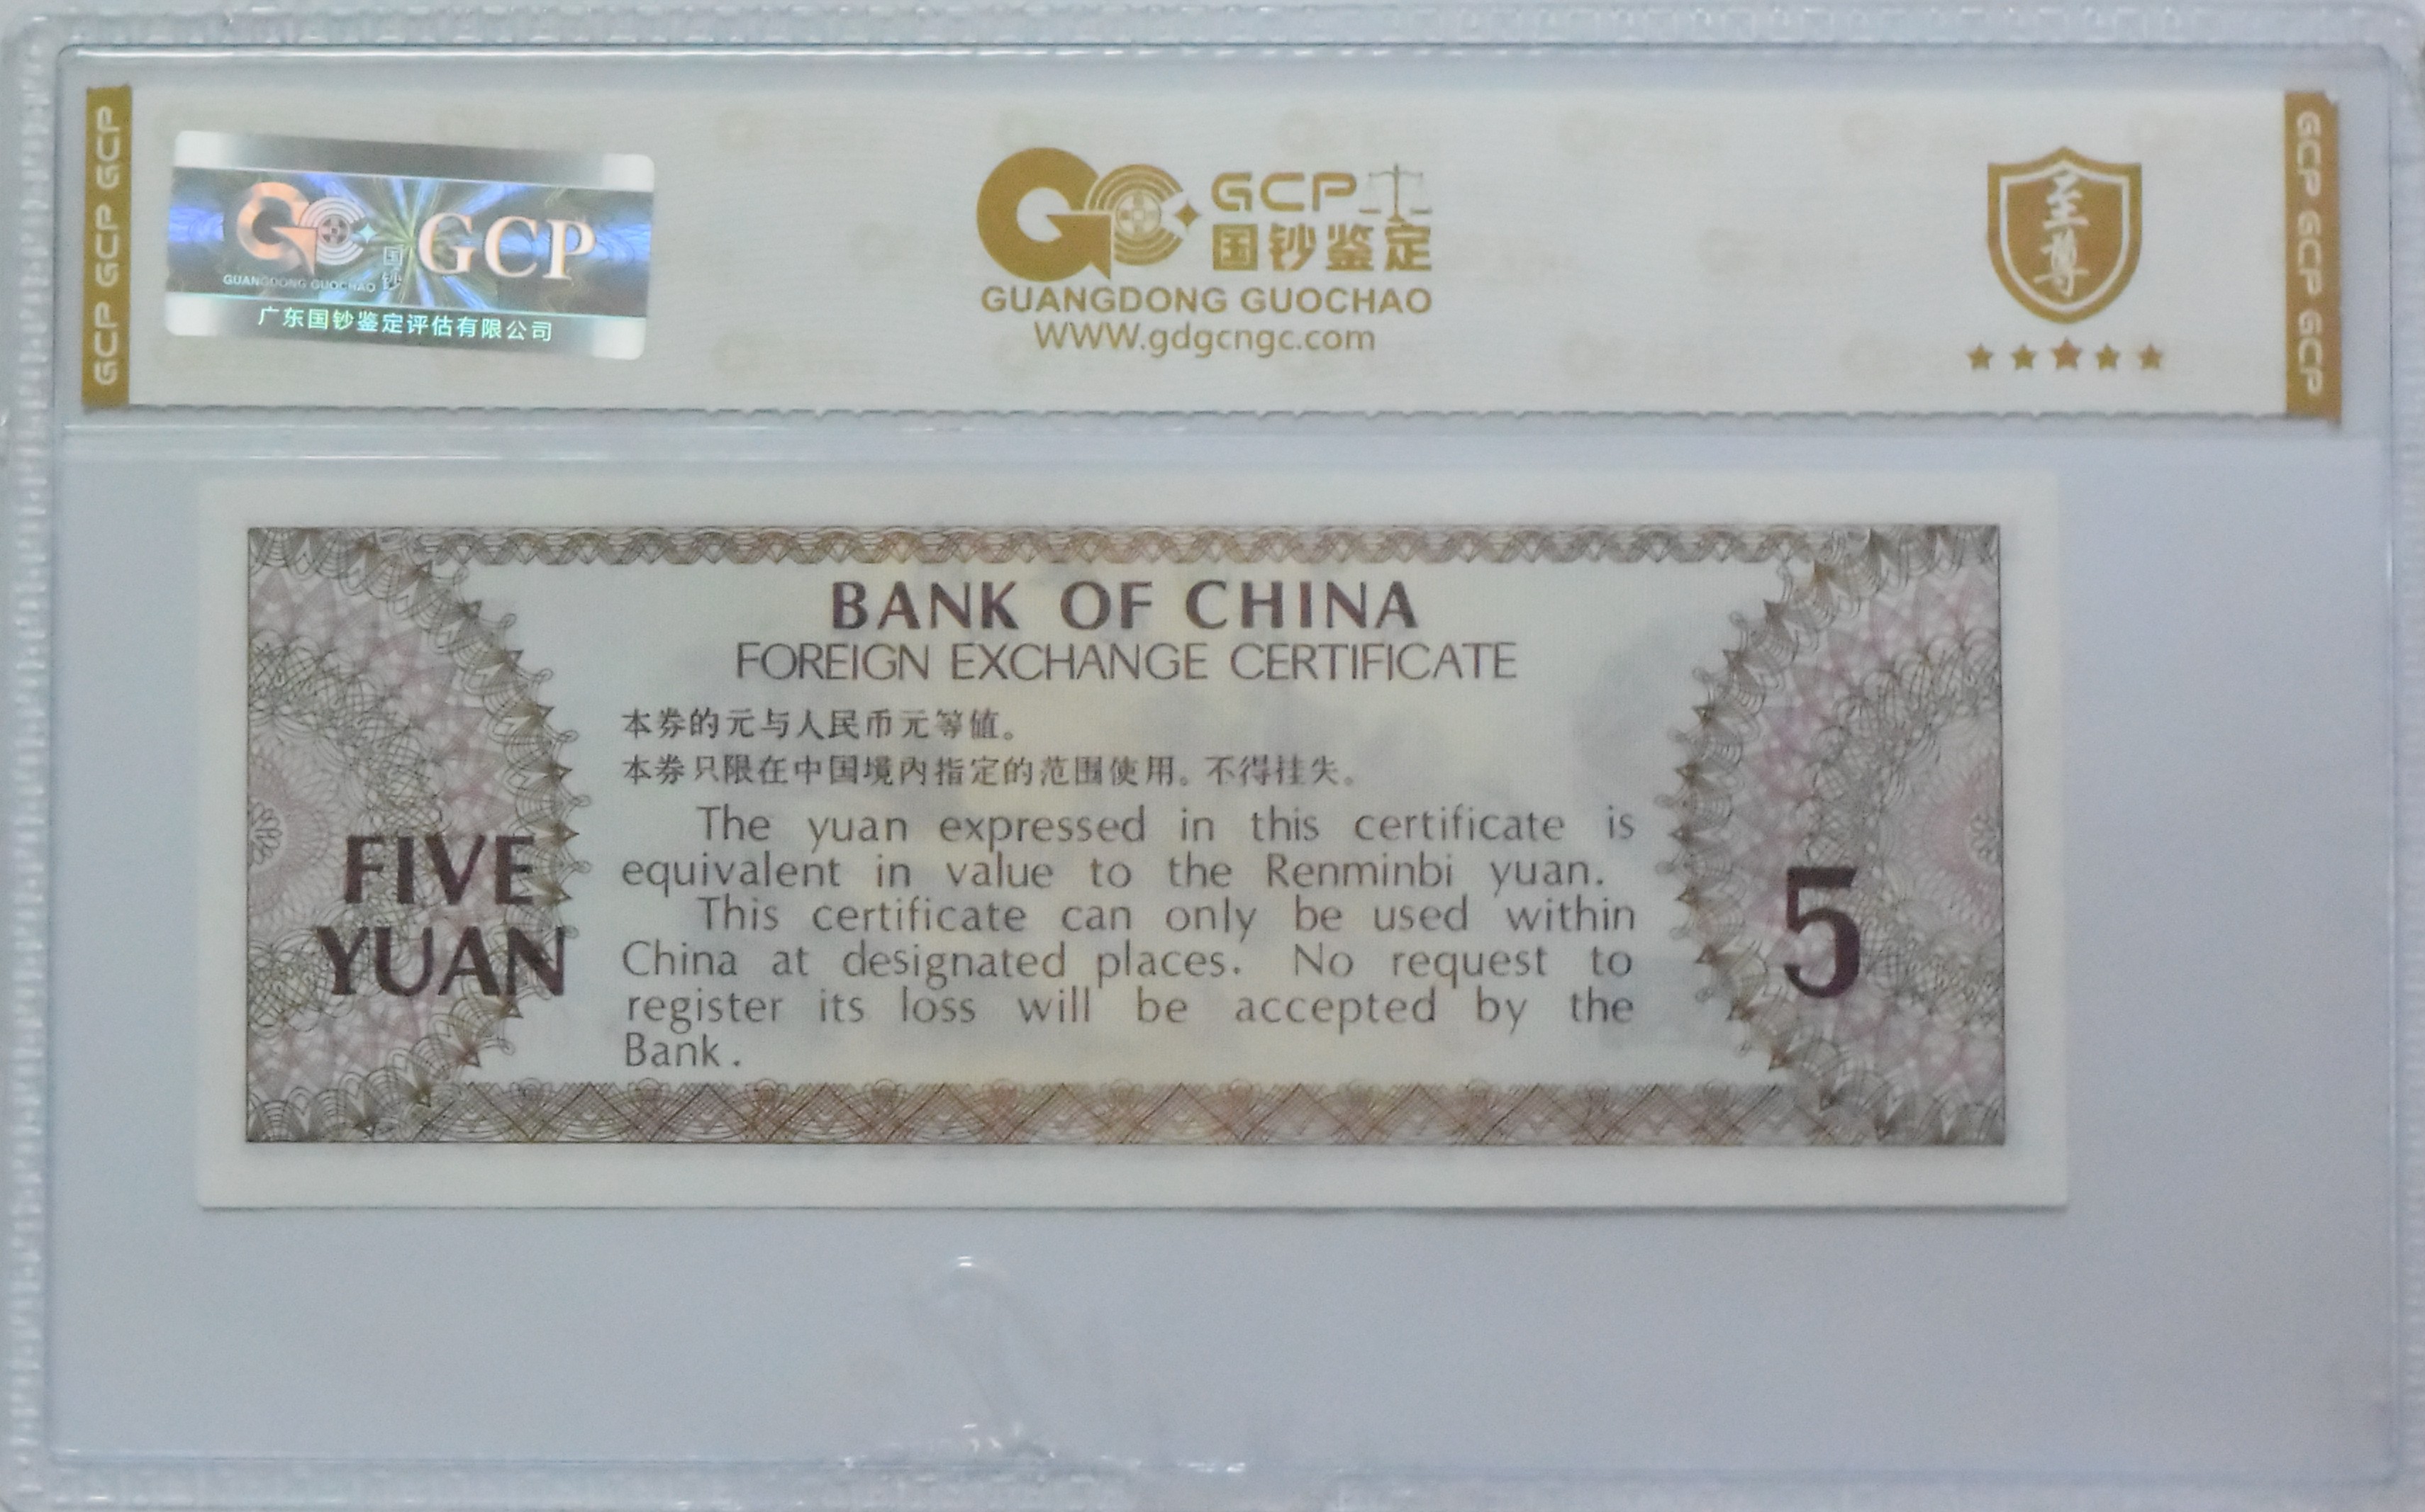 GCP GCP GCP
GC GCP
国钞
GUANGDONG GUOCHAO
广东国钞鉴定评估有限公司
GC GCP
国钞鉴定
GUANGDONG GUOCHAO
WWW.gdgcngc.com
至尊
GCP GCP GCP
BANK OF CHINA
FOREIGN EXCHANGE CERTIFICATE
本券的元与人民币元等值。
本券只限在中国境内指定的范围使用。不得挂失。
The yuan expressed in this certificate is
equivalent in value to the Renminbi yuan.
This certificate can only be used within
China at designated places. No request to
register its loss will be accepted by the
Bank.
FIVE
YUAN
5